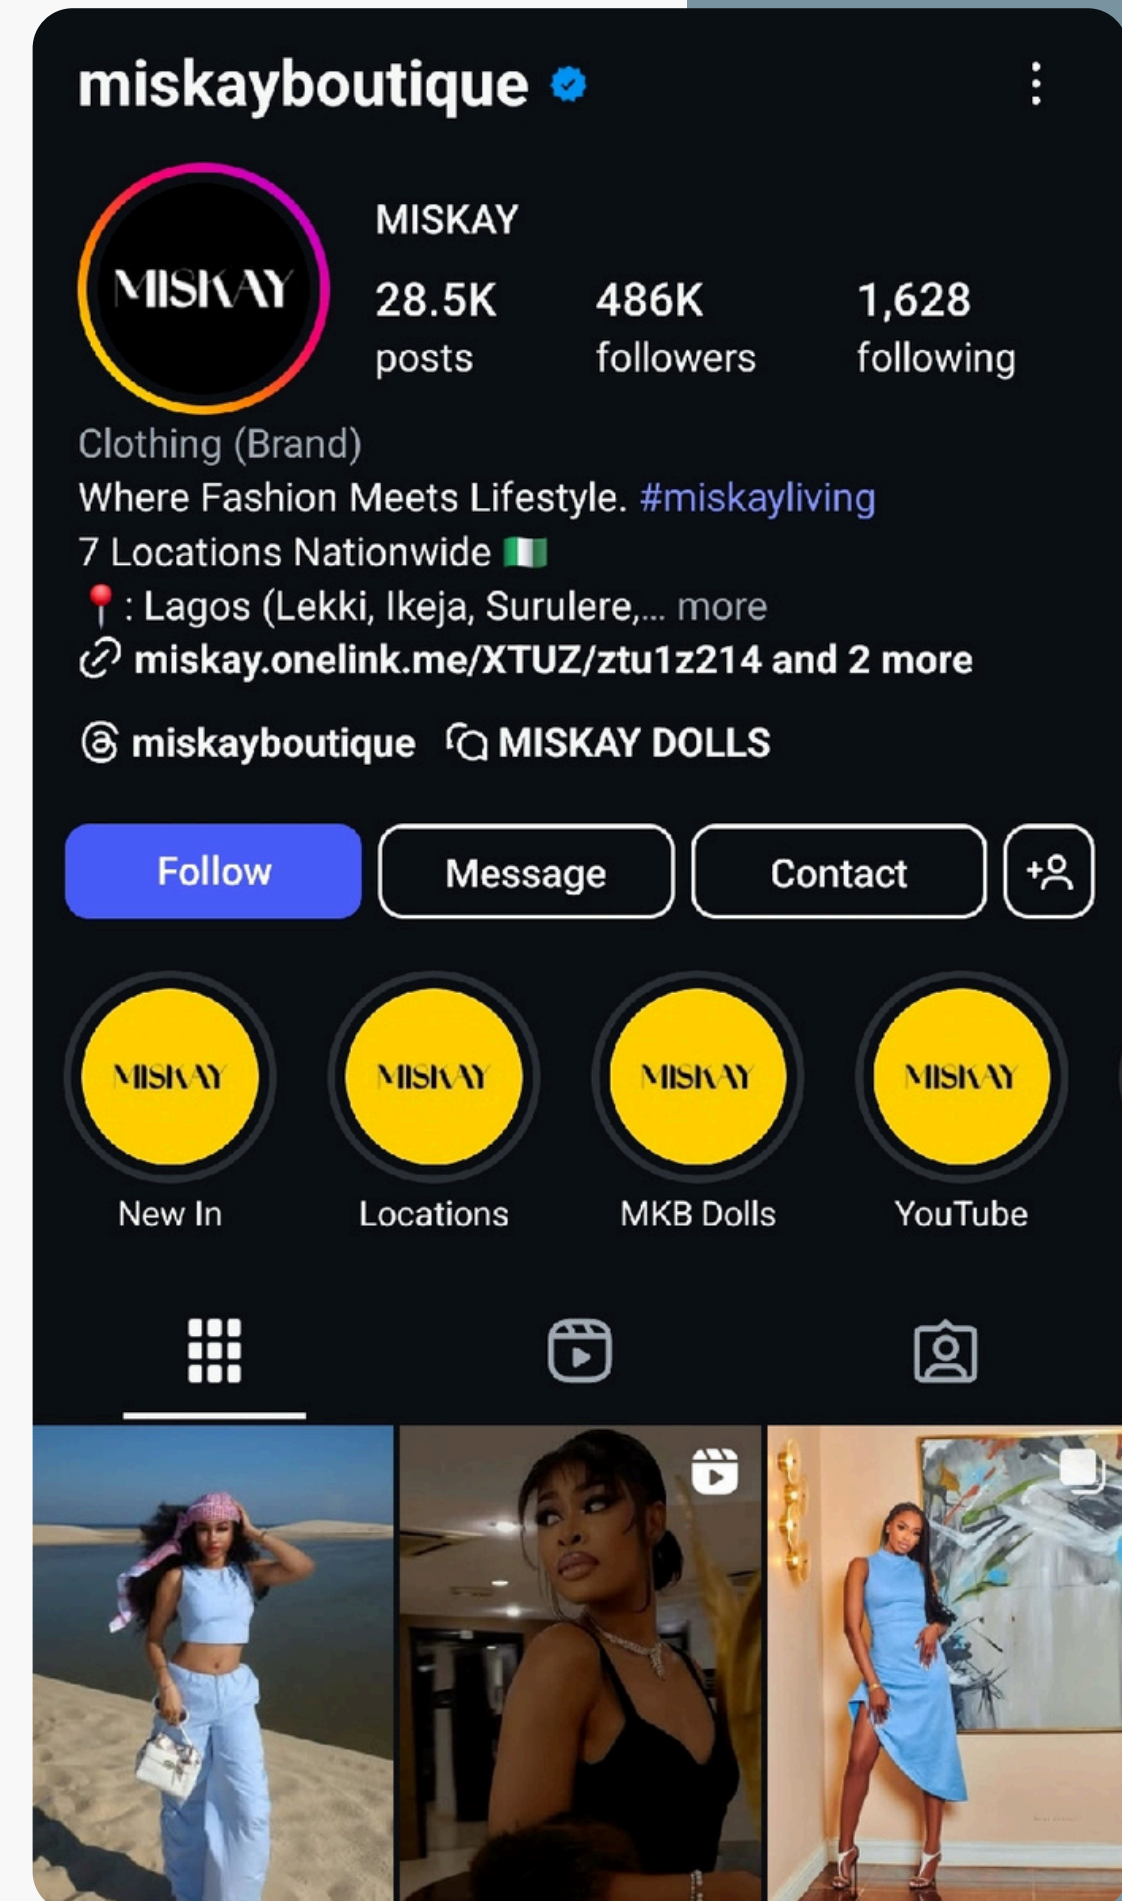 miskayboutique
MISKAY
MISKAY
28.5K 486K 1,628
posts followers following
Clothing (Brand)
Where Fashion Meets Lifestyle. #miskayliving
7 Locations Nationwide 🇳🇬
📍: Lagos (Lekki, Ikeja, Surulere,... more
miskay.onelink.me/XTUZ/ztu1z214 and 2 more
miskayboutique MISKAY DOLLS
Follow Message Contact
MISKAY MISKAY MISKAY MISKAY
New In Locations MKB Dolls YouTube